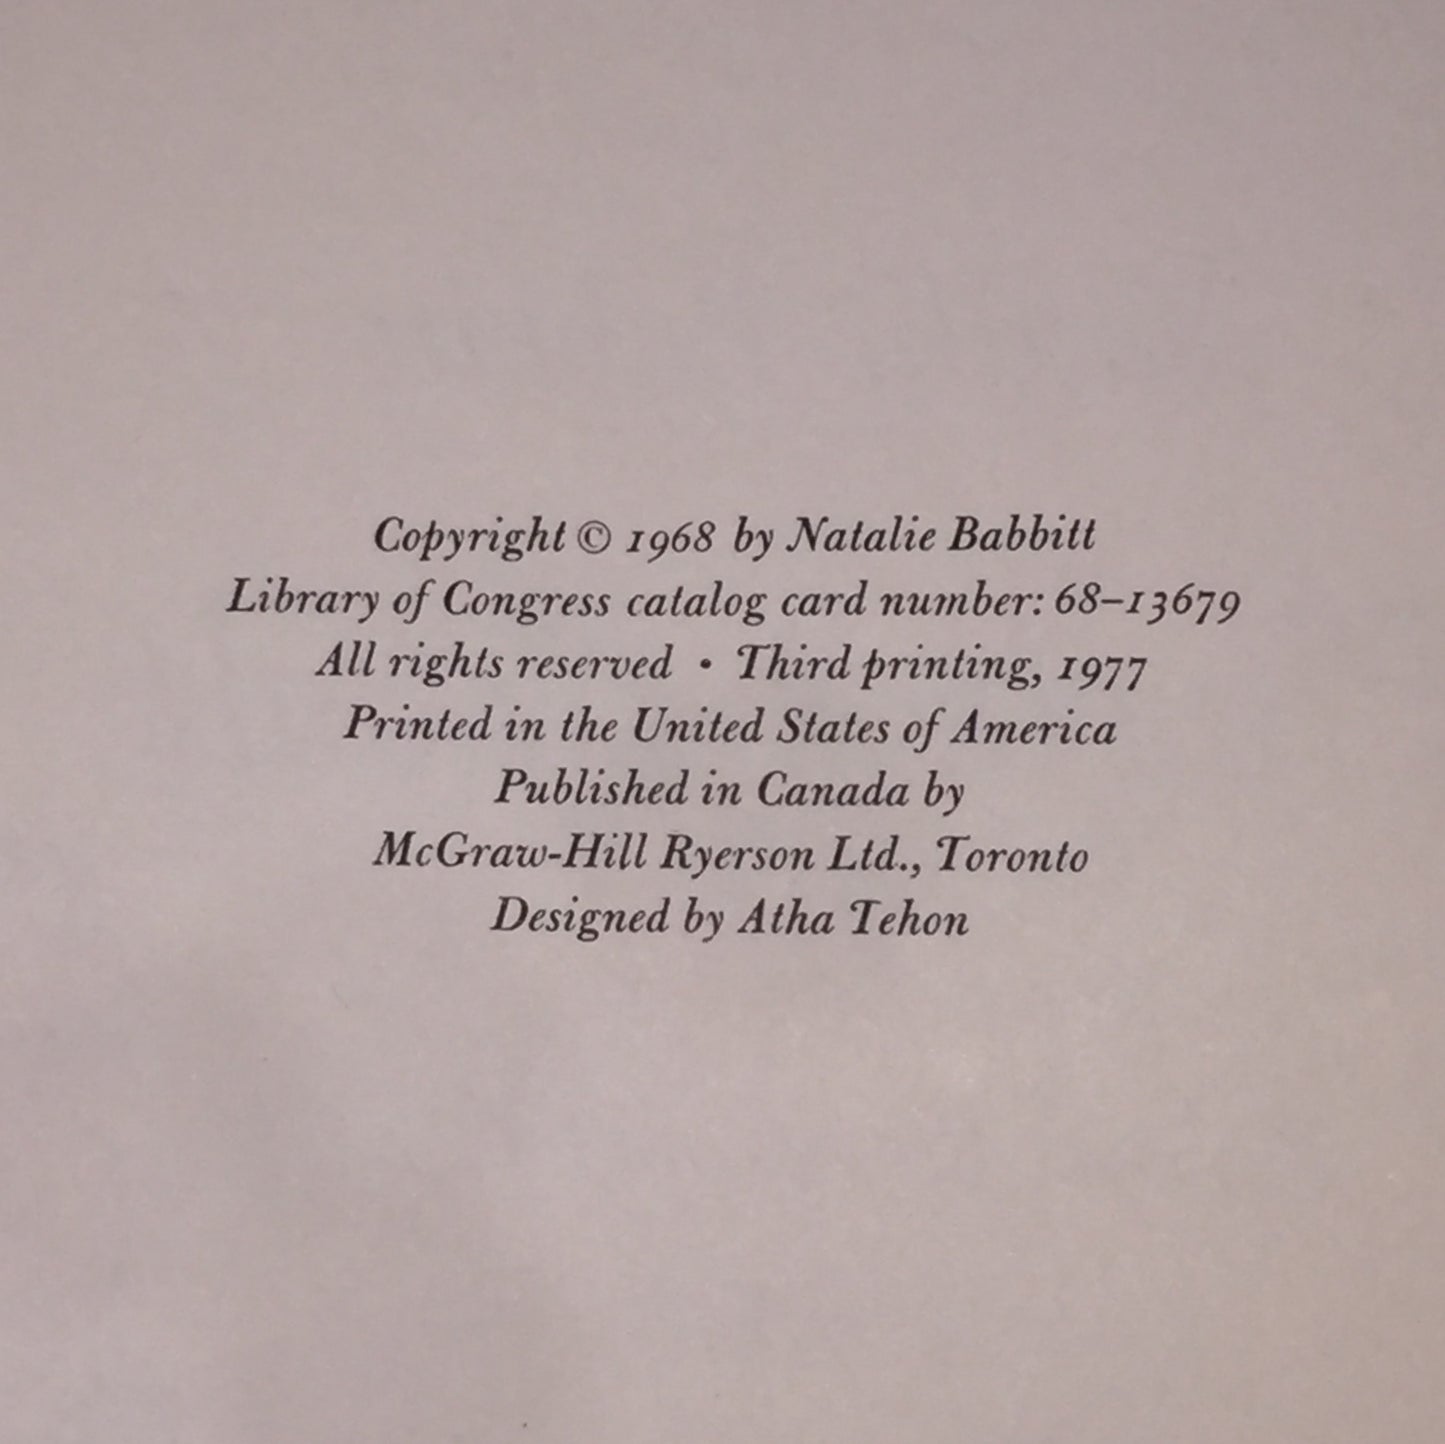 Copyright © 1968 by Natalie Babbitt
Library of Congress catalog card number: 68–13679
All rights reserved • Third printing, 1977
Printed in the United States of America
Published in Canada by
McGraw-Hill Ryerson Ltd., Toronto
Designed by Atha Tehon